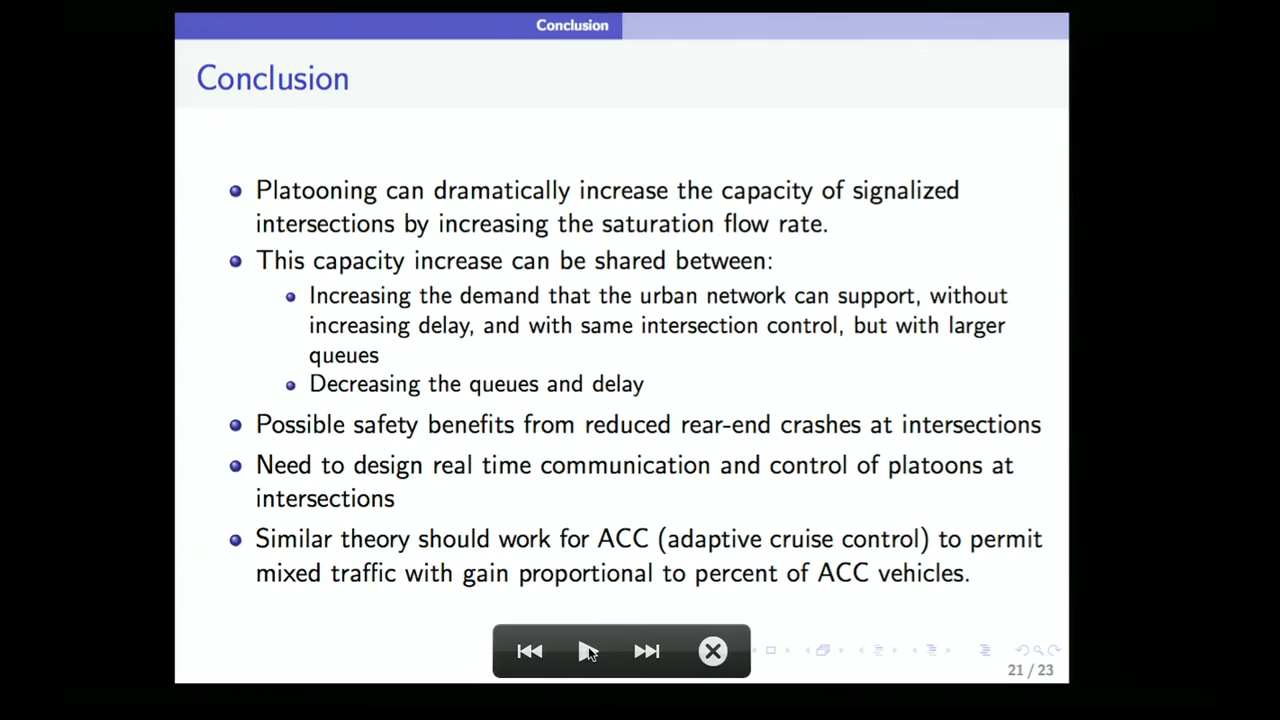 Conclusion
Conclusion
Platooning can dramatically increase the capacity of signalized
intersections by increasing the saturation flow rate.
This capacity increase can be shared between:
Increasing the demand that the urban network can support, without
increasing delay, and with same intersection control, but with larger
queues
Decreasing the queues and delay
Possible safety benefits from reduced rear-end crashes at intersections
Need to design real time communication and control of platoons at
intersections
Similar theory should work for ACC (adaptive cruise control) to permit
mixed traffic with gain proportional to percent of ACC vehicles.
21 / 23